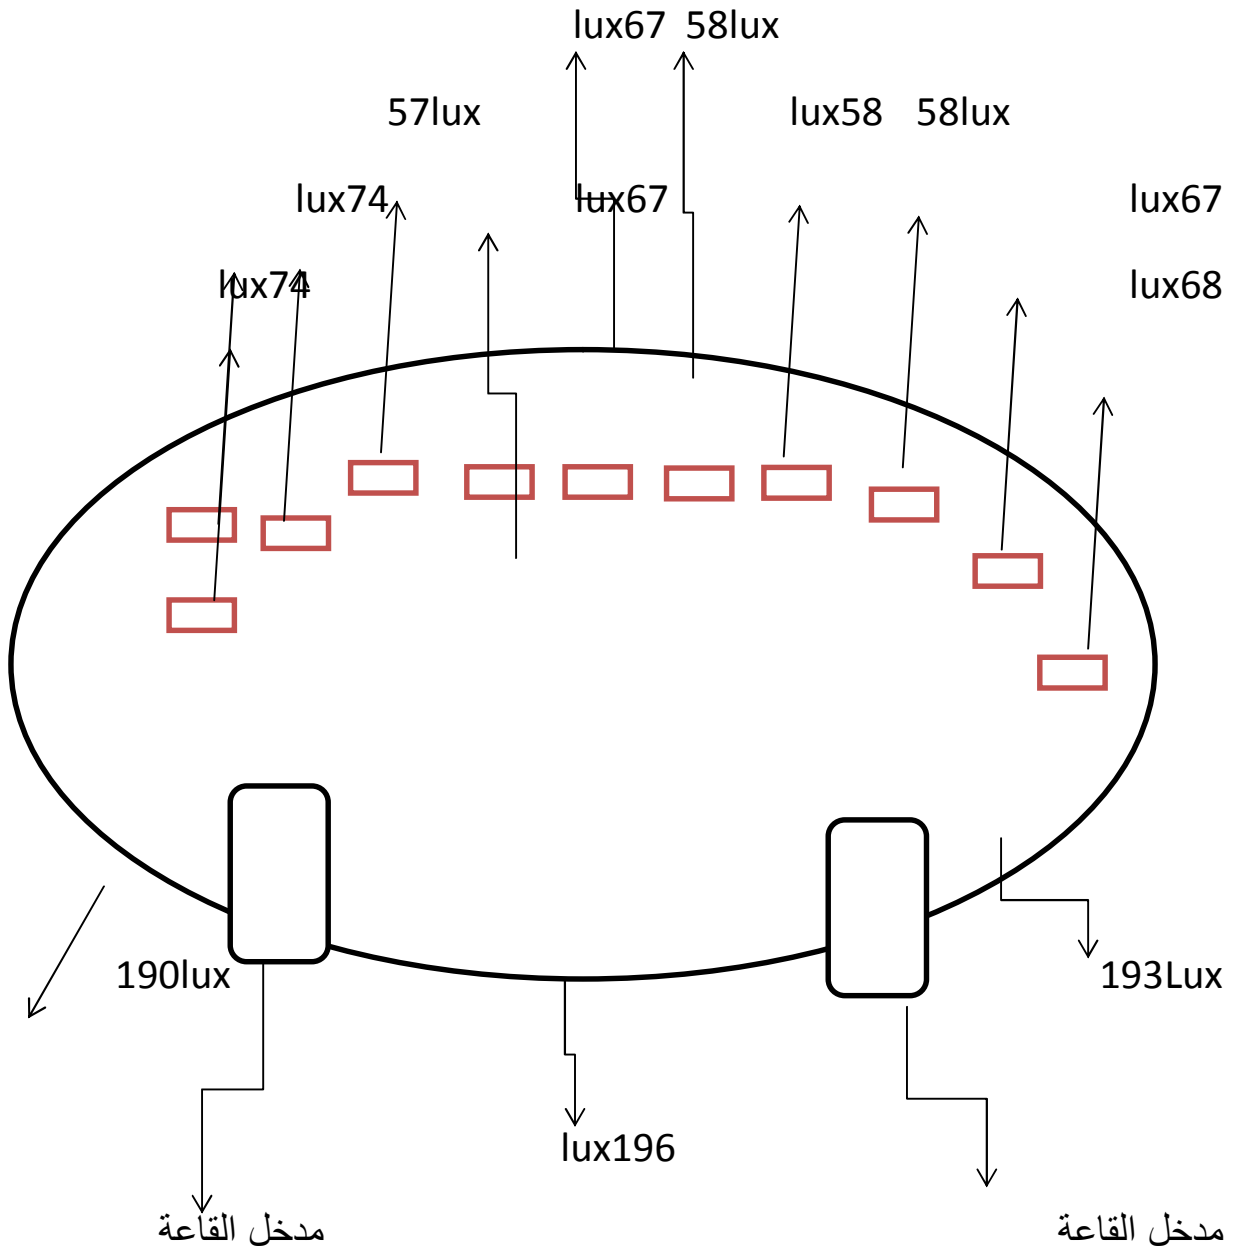 lux67 58lux
57lux lux58 58lux
lux74 lux67 lux67
lux74 lux68
190lux 193Lux
lux196
مدخل القاعة مدخل القاعة